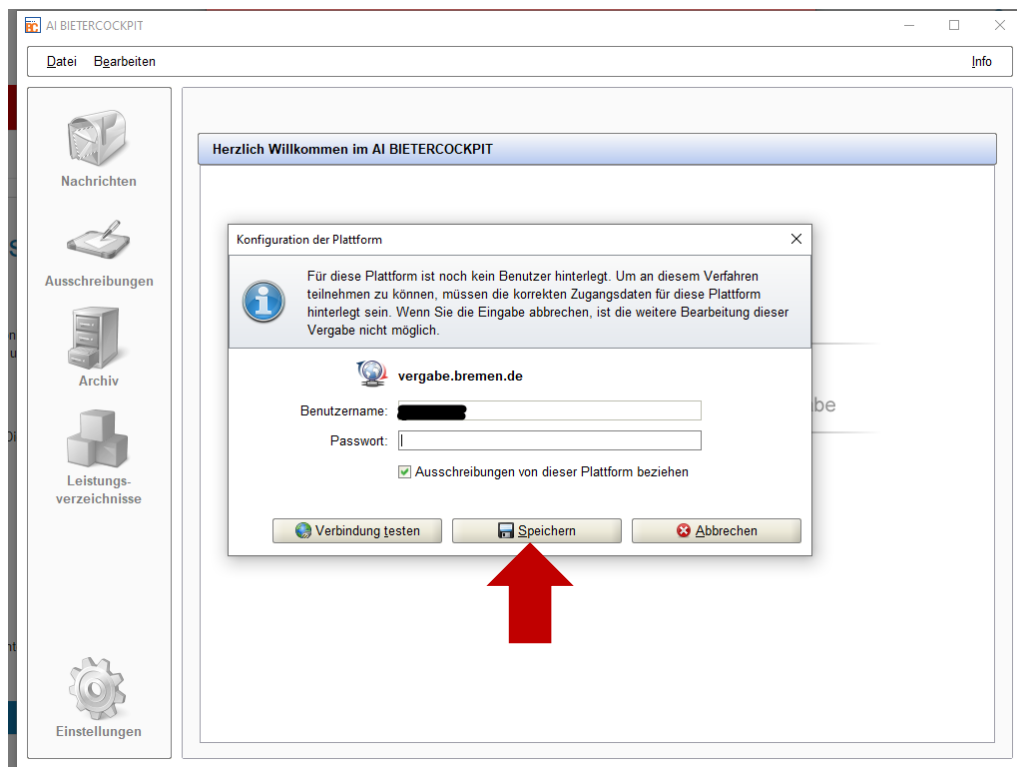 AI BIETERCOCKPIT
Datei Bearbeiten Info
Nachrichten
Ausschreibungen
Archiv
Leistungs-
verzeichnisse
Einstellungen
Herzlich Willkommen im AI BIETERCOCKPIT
Konfiguration der Plattform
Für diese Plattform ist noch kein Benutzer hinterlegt. Um an diesem Verfahren
teilnehmen zu können, müssen die korrekten Zugangsdaten für diese Plattform
hinterlegt sein. Wenn Sie die Eingabe abbrechen, ist die weitere Bearbeitung dieser
Vergabe nicht möglich.
vergabe.bremen.de
Benutzername:
Passwort:
Ausschreibungen von dieser Plattform beziehen
Verbindung testen Speichern Abbrechen